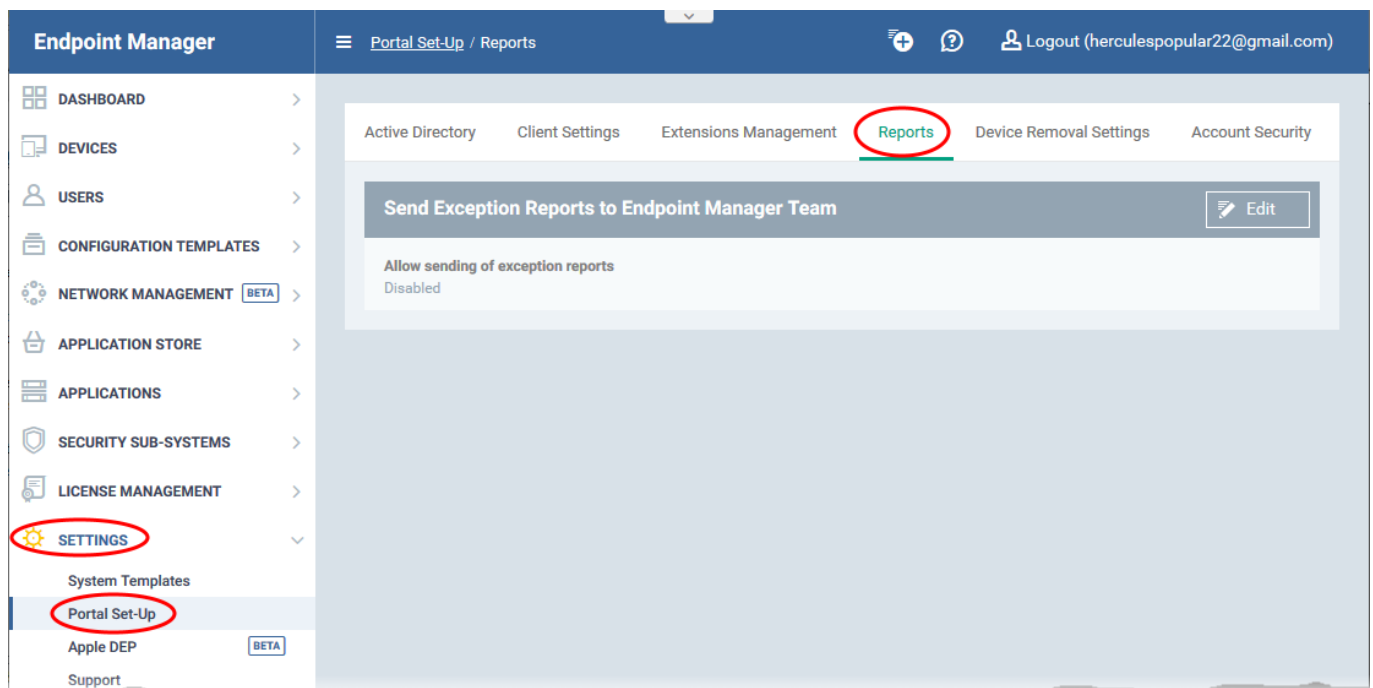 Endpoint Manager
Portal Set-Up / Reports
Logout (herculespopular22@gmail.com)
DASHBOARD
DEVICES
USERS
CONFIGURATION TEMPLATES
NETWORK MANAGEMENT BETA
APPLICATION STORE
APPLICATIONS
SECURITY SUB-SYSTEMS
LICENSE MANAGEMENT
SETTINGS
System Templates
Portal Set-Up
Apple DEP BETA
Support
Active Directory Client Settings Extensions Management Reports Device Removal Settings Account Security
Send Exception Reports to Endpoint Manager Team Edit
Allow sending of exception reports
Disabled